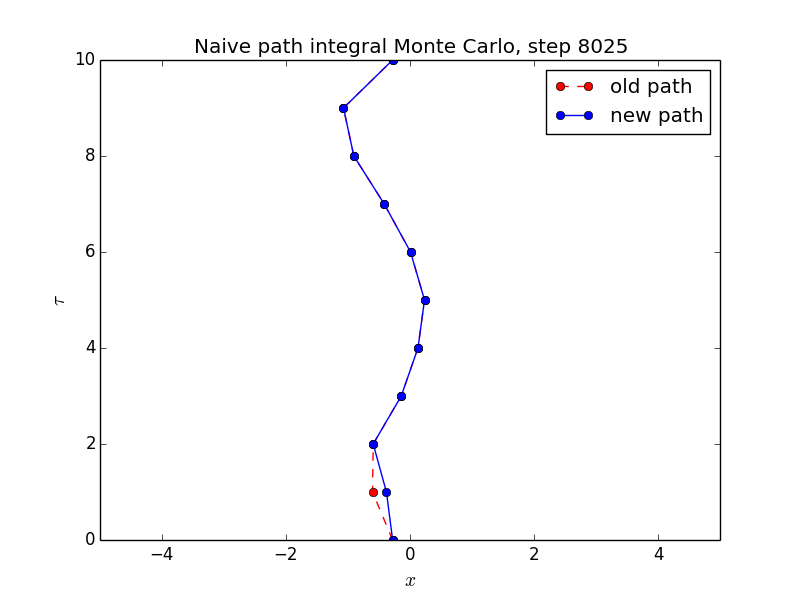 Naive path integral Monte Carlo, step 8025
10
old path
new path
8
6
τ
4
2
0
−4 −2 0 2 4
x